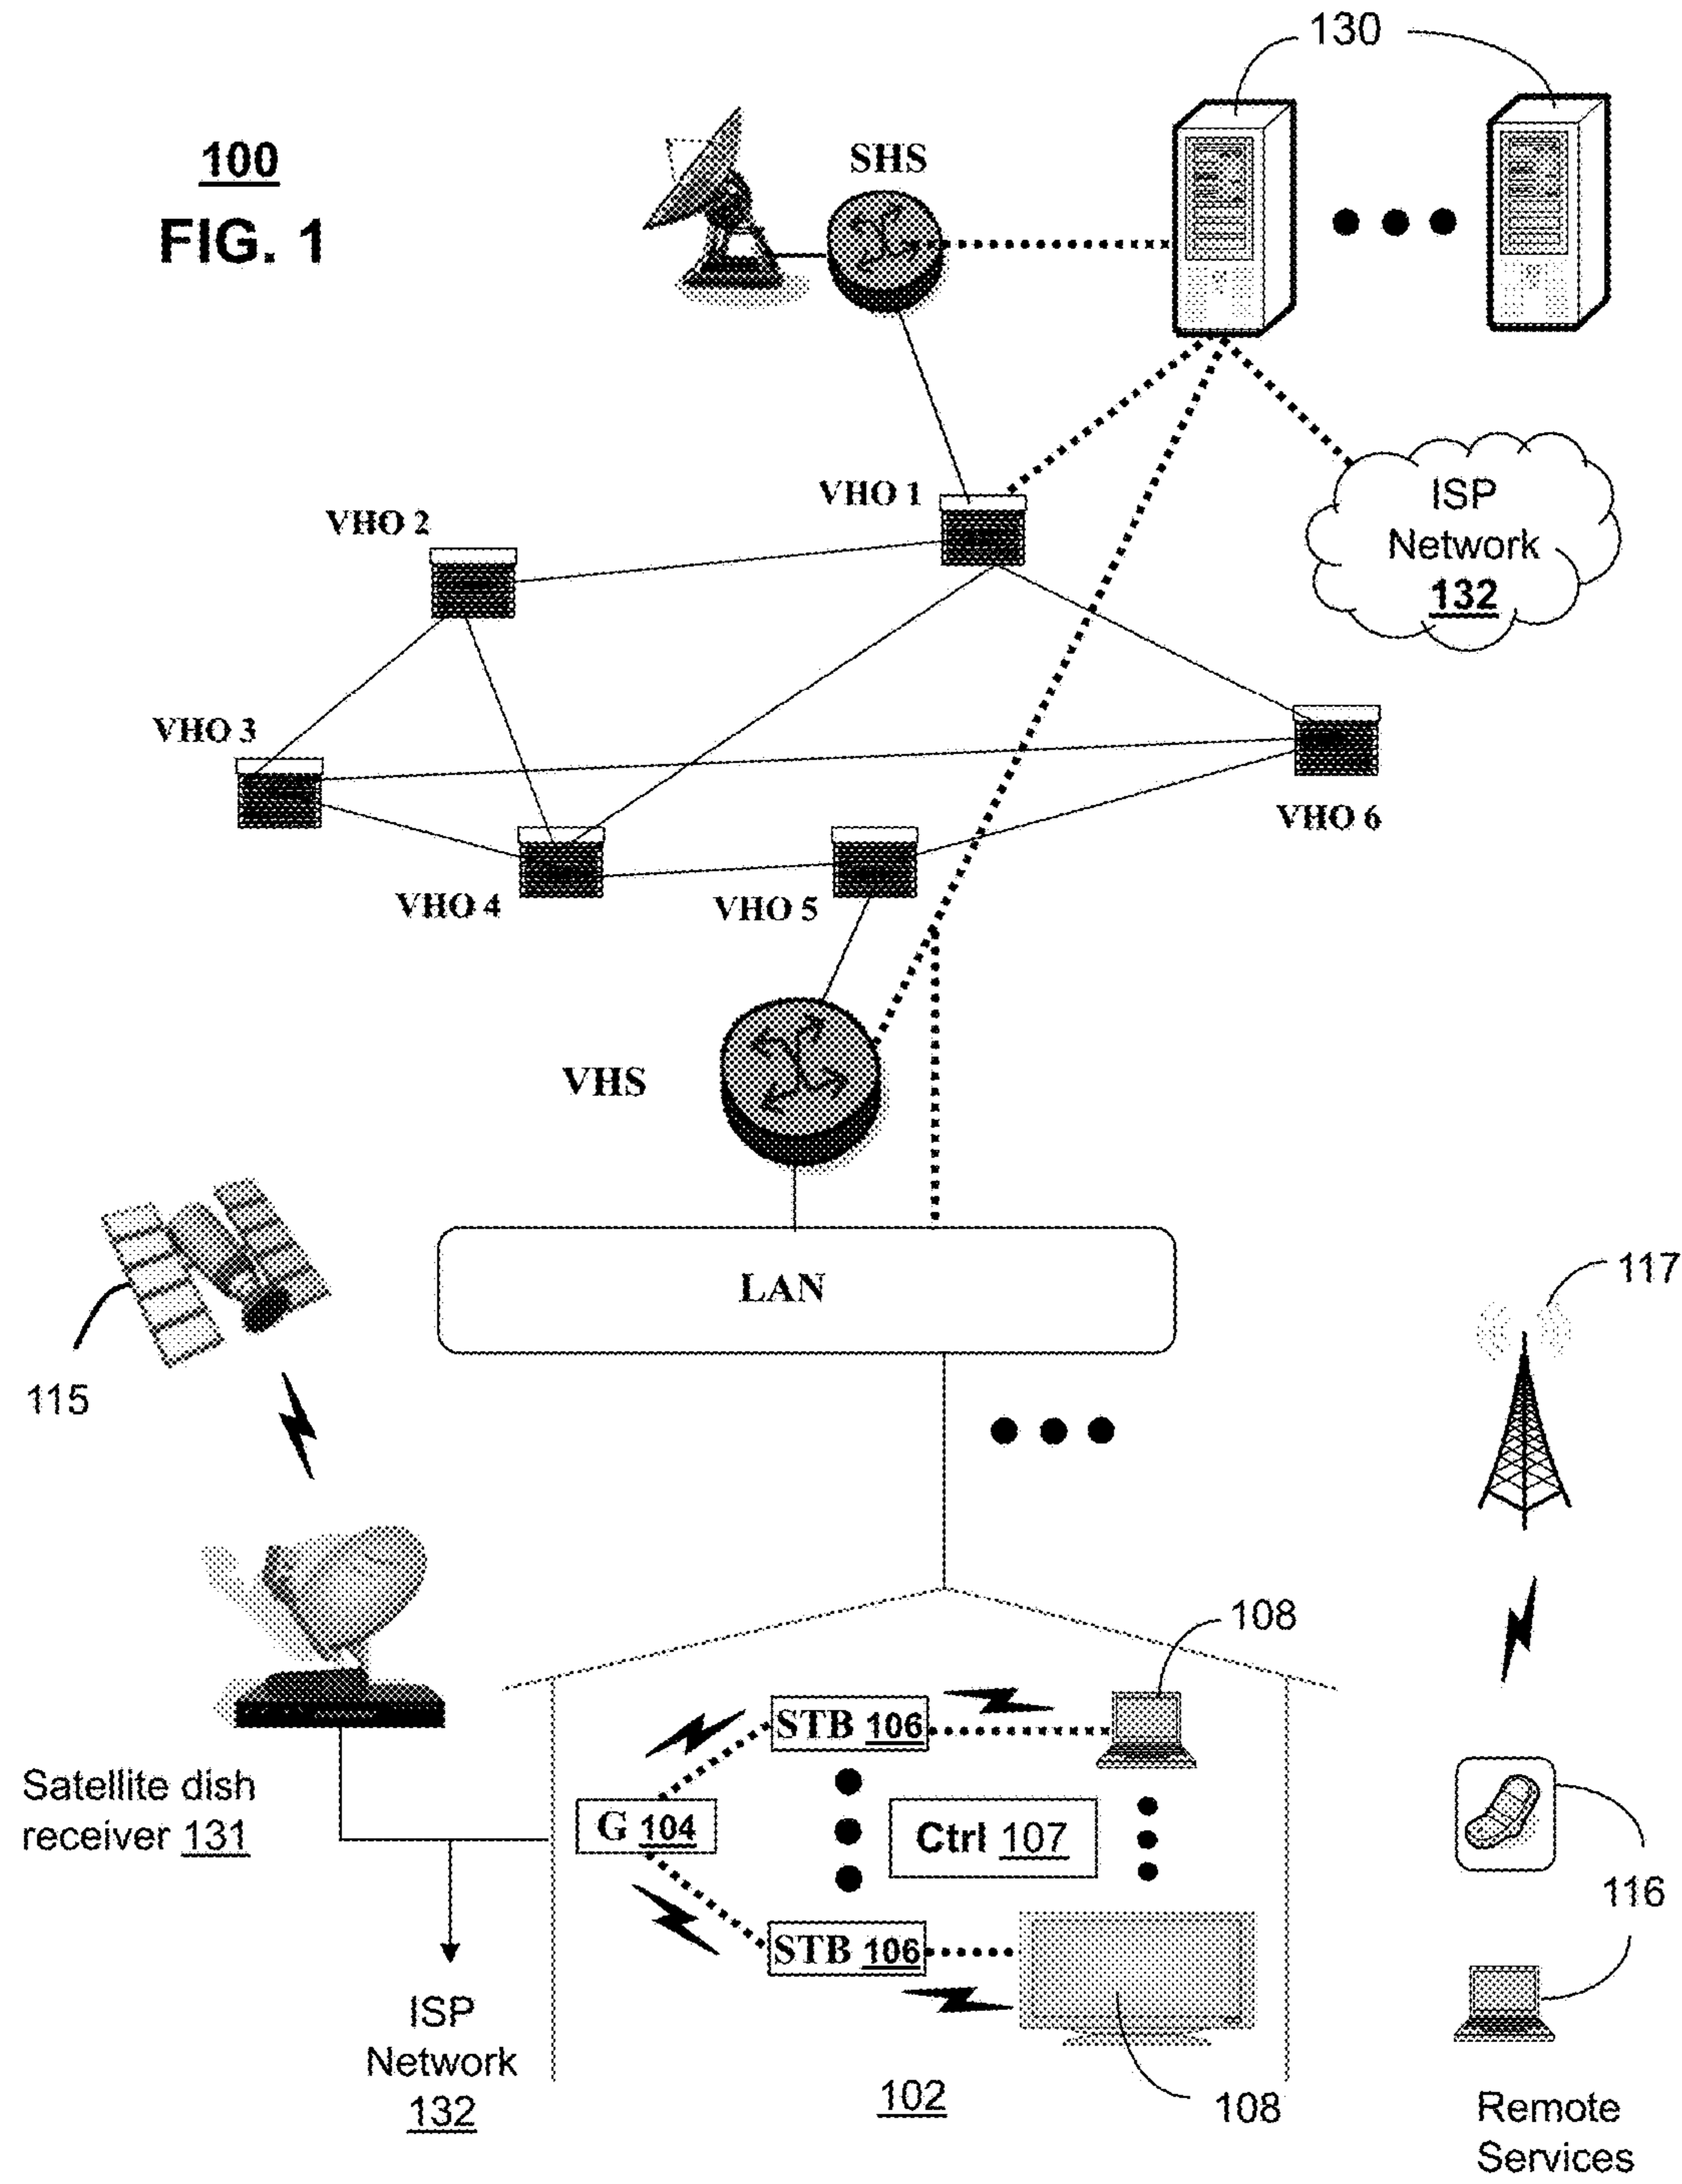 130
100
FIG. 1
SHS
VHO 1
ISP
Network
132
VHO 2
VHO 3
VHO 6
VHO 4
VHO 5
VHS
LAN
117
115
108
STB 106
Satellite dish
receiver 131
G 104
Ctrl 107
116
STB 106
ISP
Network
132
102
108
Remote
Services